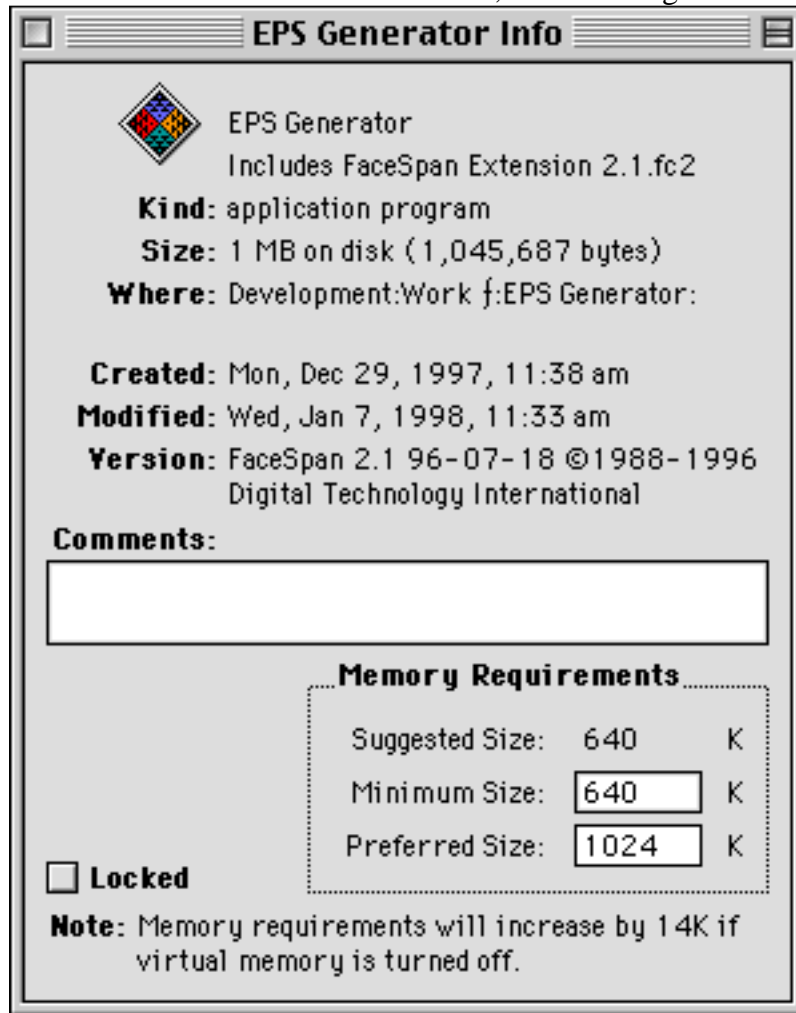 EPS Generator Info
EPS Generator
Includes FaceSpan Extension 2.1.fc2
Kind: application program
Size: 1 MB on disk (1,045,687 bytes)
Where: Development:Work ƒ:EPS Generator:
Created: Mon, Dec 29, 1997, 11:38 am
Modified: Wed, Jan 7, 1998, 11:33 am
Version: FaceSpan 2.1 96-07-18 ©1988-1996
Digital Technology International
Comments:
Memory Requirements
Suggested Size: 640 K
Minimum Size: 640 K
Preferred Size: 1024 K
Locked
Note: Memory requirements will increase by 14K if
virtual memory is turned off.